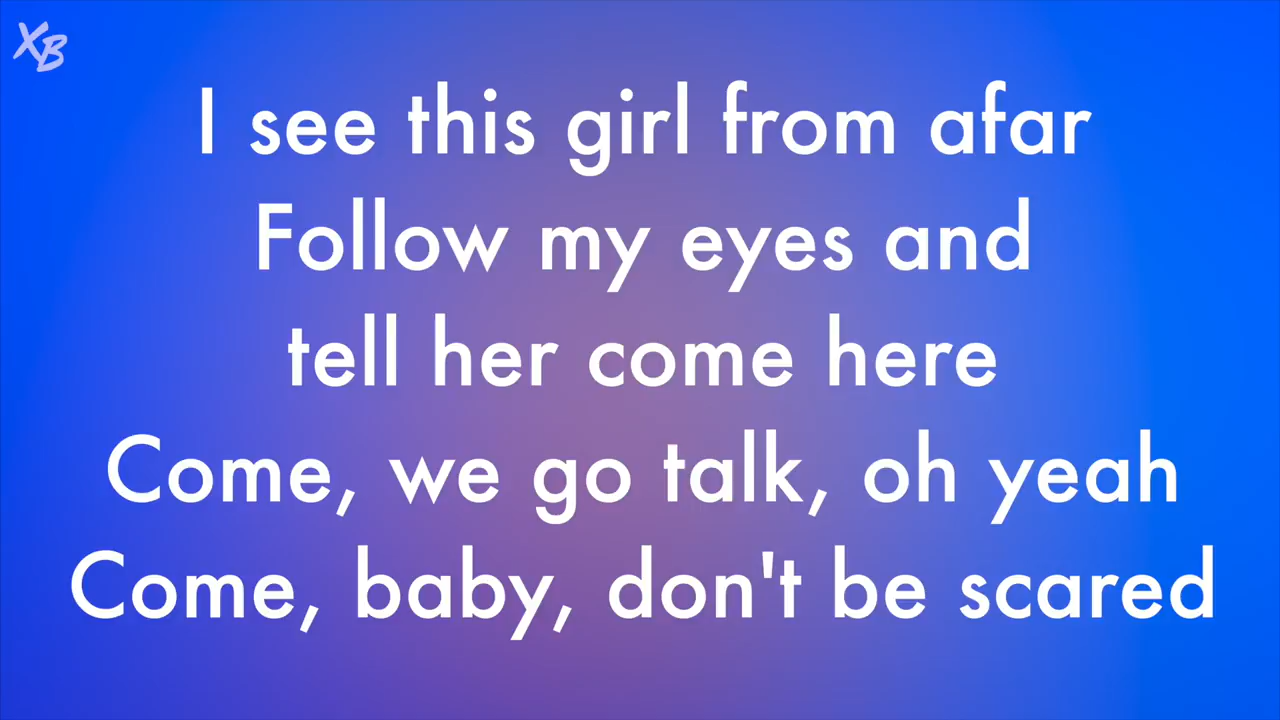 XB
I see this girl from afar
Follow my eyes and
tell her come here
Come, we go talk, oh yeah
Come, baby, don't be scared